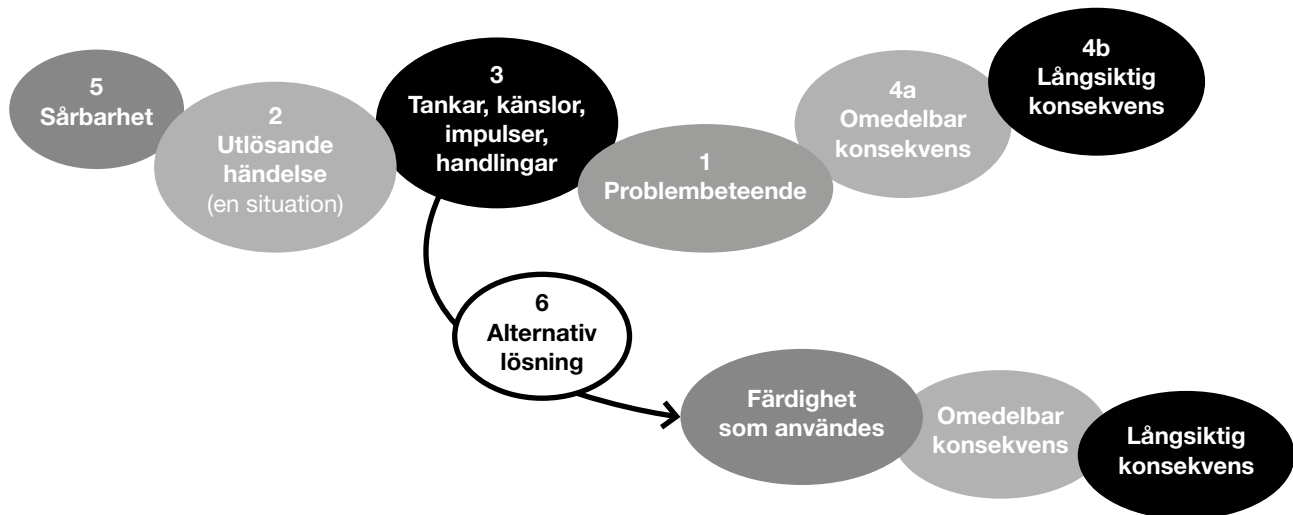 5
Sårbarhet
2
Utlösande
händelse
(en situation)
3
Tankar, känslor,
impulser,
handlingar
1
Problembeteende
4a
Omedelbar
konsekvens
4b
Långsiktig
konsekvens
6
Alternativ
lösning
Färdighet
som användes
Omedelbar
konsekvens
Långsiktig
konsekvens